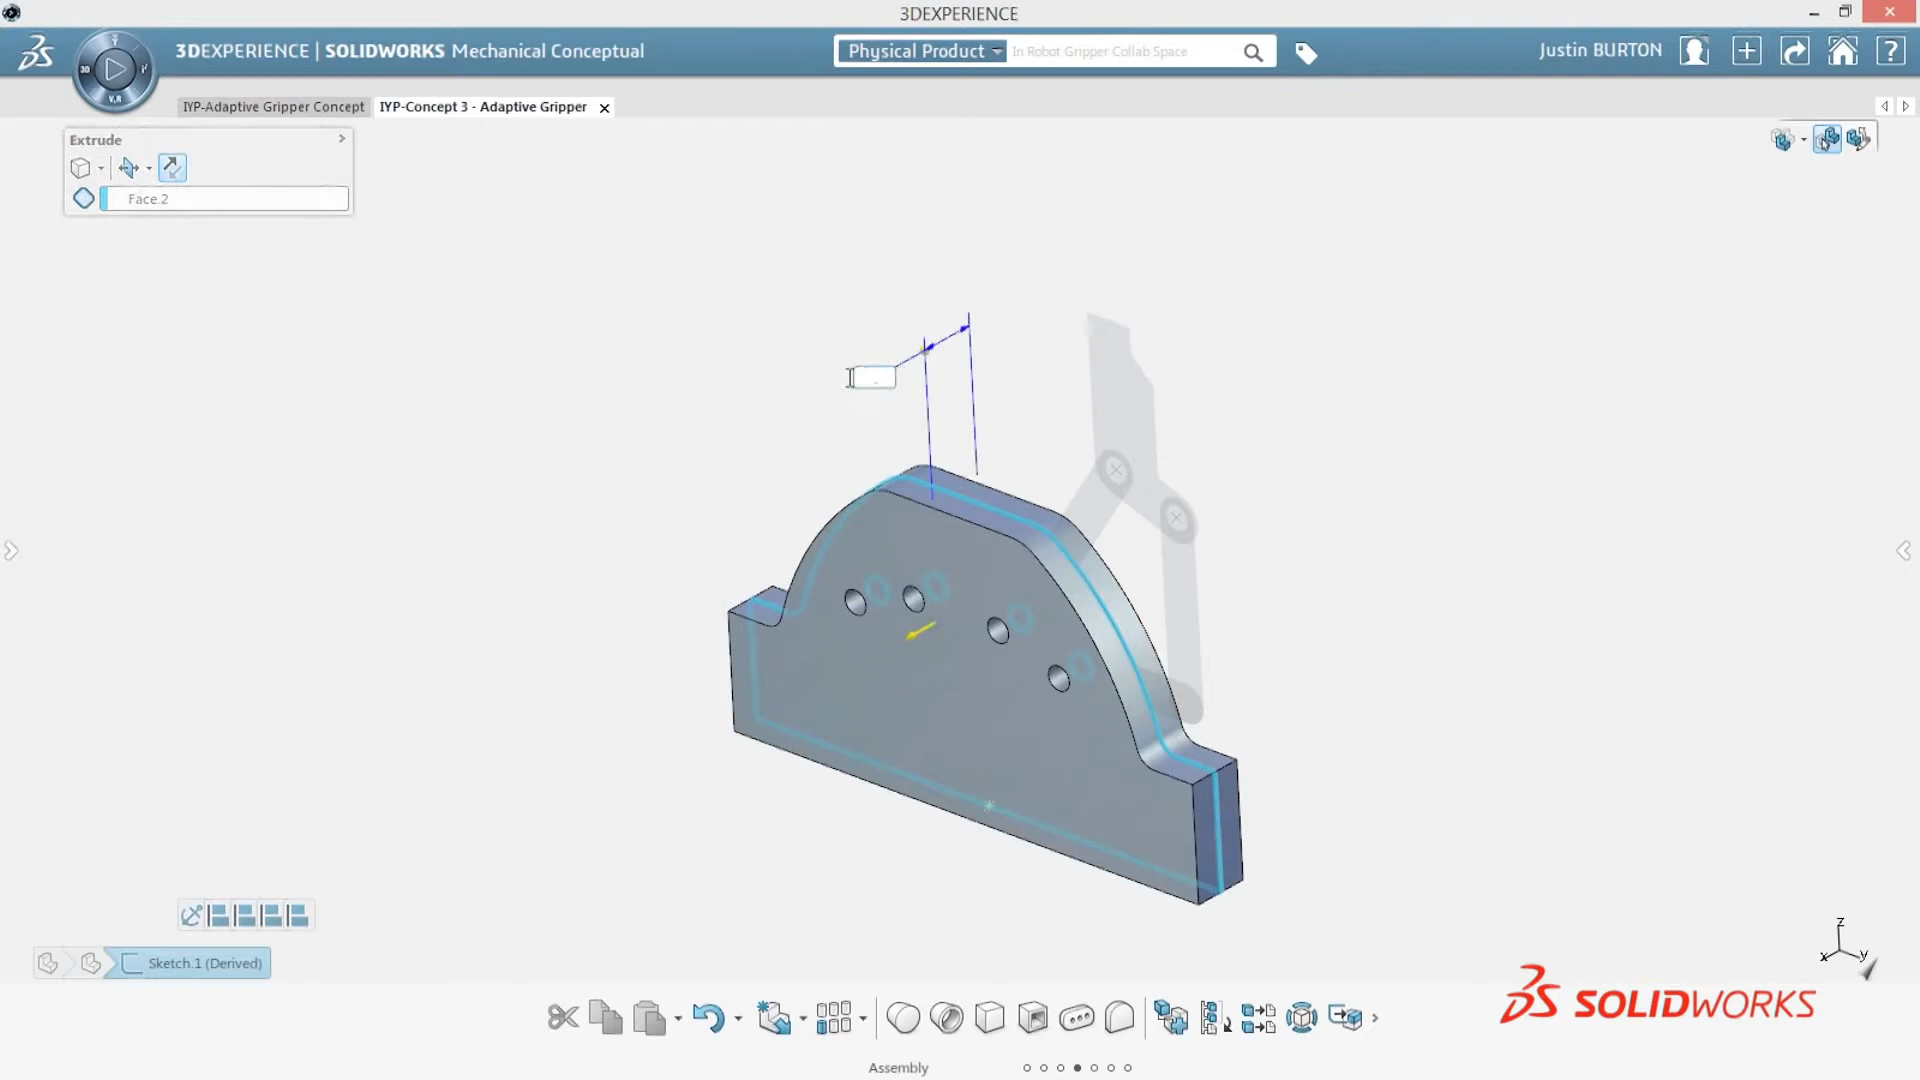 3DEXPERIENCE
3DEXPERIENCE | SOLIDWORKS Mechanical Conceptual
Physical Product
In Robot Gripper Collab Space
Justin BURTON
3D
V,R
IYP-Adaptive Gripper Concept
IYP-Concept 3 - Adaptive Gripper
Extrude
Face.2
Sketch.1 (Derived)
z
x
y
SOLIDWORKS
Assembly